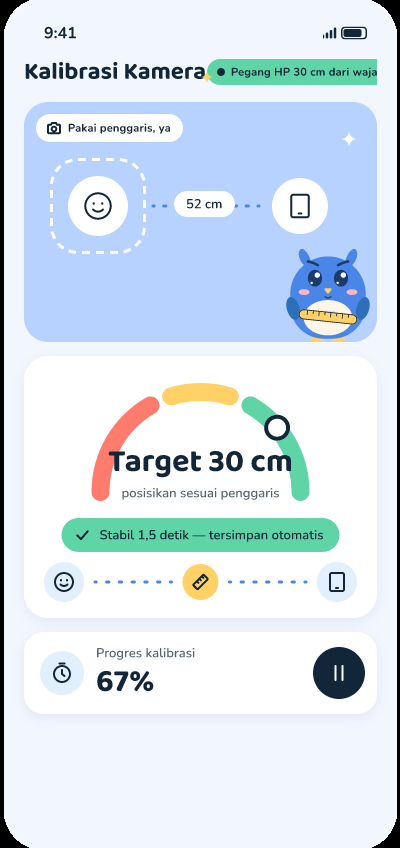 9:41
Kalibrasi Kamera
Pegang HP 30 cm dari waja
Pakai penggaris, ya
52 cm
Target 30 cm
posisikan sesuai penggaris
Stabil 1,5 detik — tersimpan otomatis
Progres kalibrasi
67%